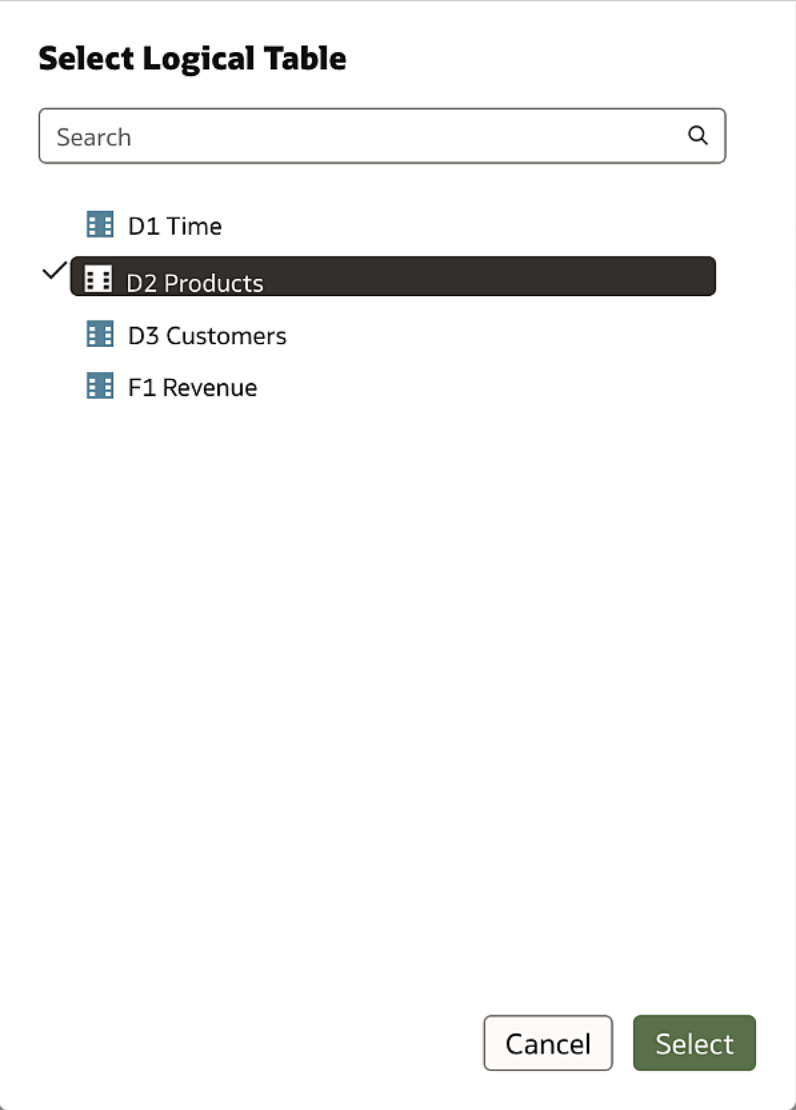 Select Logical Table
Search
D1 Time
D2 Products
D3 Customers
F1 Revenue
Cancel Select